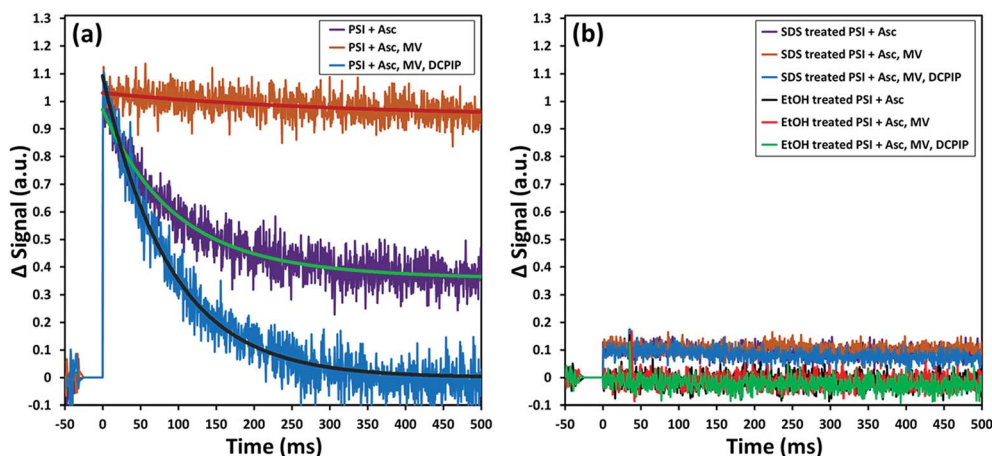 (a)
PSI + Asc
PSI + Asc, MV
PSI + Asc, MV, DCPIP
Δ Signal (a.u.)
1.3
1.2
1.1
1
0.9
0.8
0.7
0.6
0.5
0.4
0.3
0.2
0.1
0
-0.1
-50 0 50 100 150 200 250 300 350 400 450 500
Time (ms)
(b)
SDS treated PSI + Asc
SDS treated PSI + Asc, MV
SDS treated PSI + Asc, MV, DCPIP
EtOH treated PSI + Asc
EtOH treated PSI + Asc, MV
EtOH treated PSI + Asc, MV, DCPIP
Δ Signal (a.u.)
1.3
1.2
1.1
1
0.9
0.8
0.7
0.6
0.5
0.4
0.3
0.2
0.1
0
-0.1
-50 0 50 100 150 200 250 300 350 400 450 500
Time (ms)